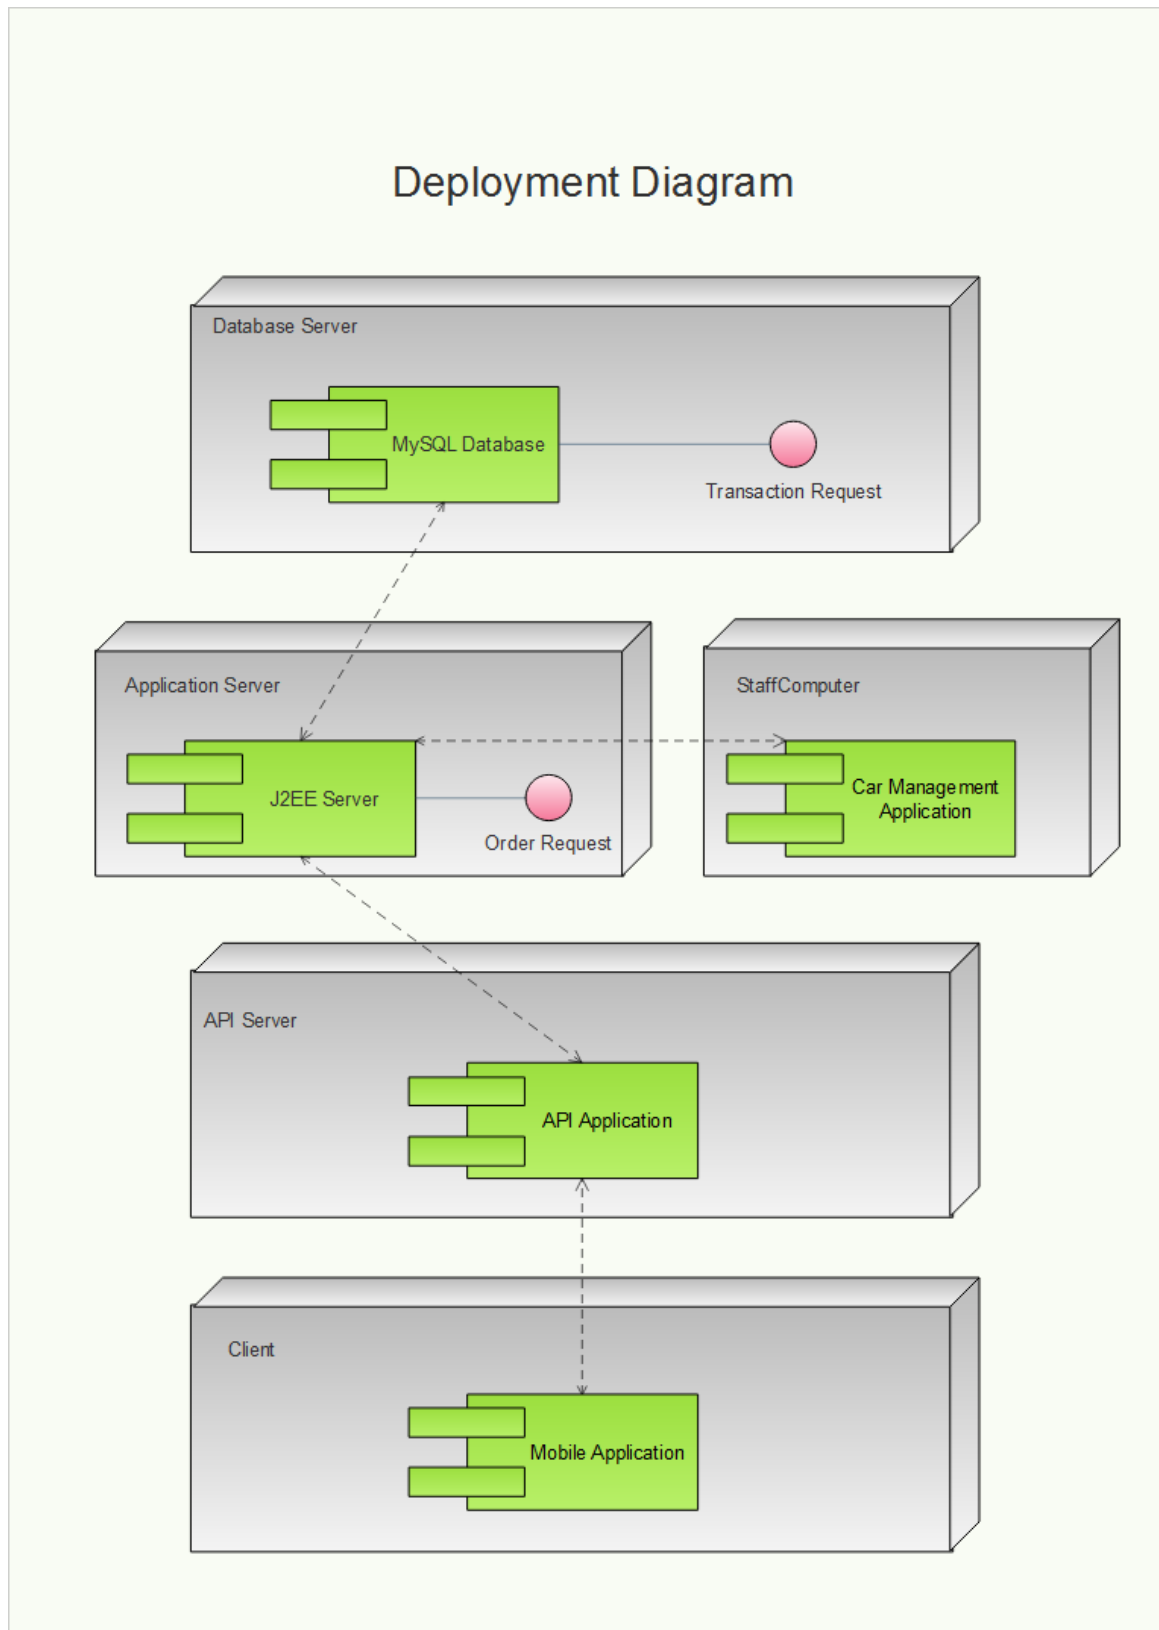 Deployment Diagram
Database Server
MySQL Database
Transaction Request
Application Server
StaffComputer
J2EE Server
Order Request
Car Management
Application
API Server
API Application
Client
Mobile Application